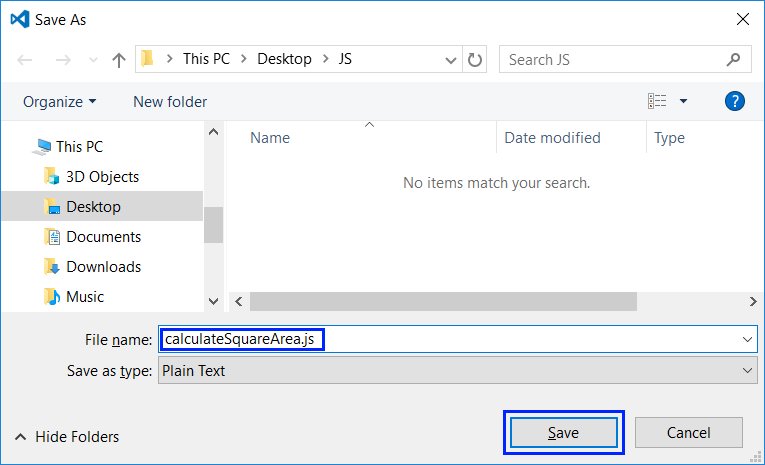 Save As
This PC Desktop JS
Search JS
Organize New folder ?
Name Date modified Type
This PC
3D Objects
Desktop
Documents
Downloads
Music
No items match your search.
File name: calculateSquareArea.js
Save as type: Plain Text
Hide Folders Save Cancel